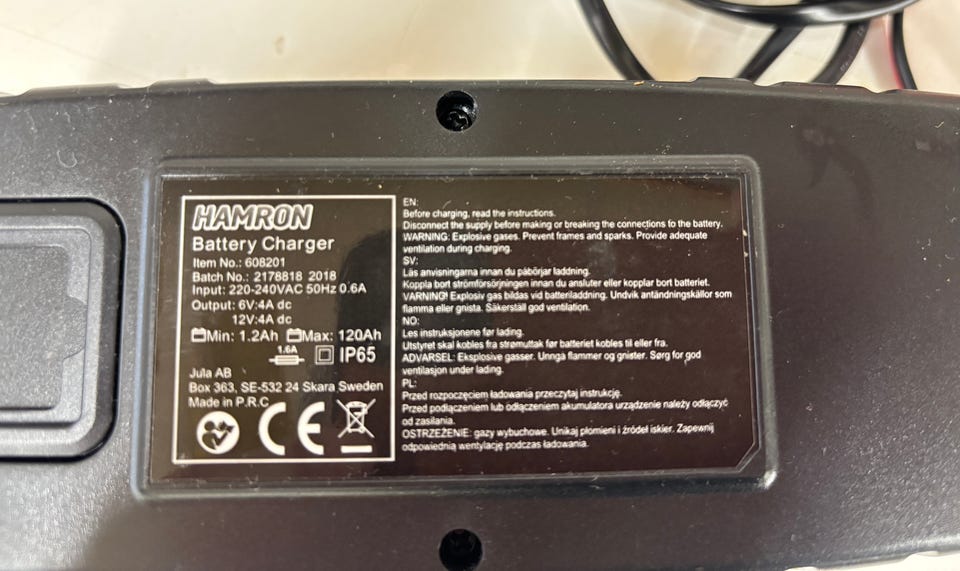 HAMRON
Battery Charger
Item No.: 608201
Batch No.: 2178818 2018
Input: 220-240VAC 50Hz 0.6A
Output: 6V:4A dc
12V:4A dc
Min: 1.2Ah Max: 120Ah
1.6A
IP65
Jula AB
Box 363, SE-532 24 Skara Sweden
Made in P.R.C.
CE
EN:
Before charging, read the instructions.
Disconnect the supply before making or breaking the connections fo the battery.
WARNING: Explosive gases. Prevent frames and sparks. Provide adequate
ventilation during charging.
SV:
Läs anvisningarna innan du påbörjar laddning.
Koppla bort strömförsörjningen innan du ansluter eller kopplar bort batteriet.
VARNING! Explosiv gas bildas vid batteriladdning. Undvik antändningskällor som
flamma eller gnista. Säkerställ god ventilation.
NO:
Les instruksjonene før lading.
Utstyret skal kobles fra strømuttak før batteriet kobles til eller fra.
ADVARSEL: Eksplosive gasser. Unnga flammer og gnister. Sørg for god
ventilasjon under lading.
PL:
Przed rozpoczęciem ładowania przeczytaj instrukcję.
Przed podłączeniem lub odłączeniem akumulatora urządzenie należy odłączyć
od zasilania.
OSTRZEŻENIE: gazy wybuchowe. Unikaj płomieni i źródeł iskier. Zapewnij
odpowiednią wentylację podczas ładowania.